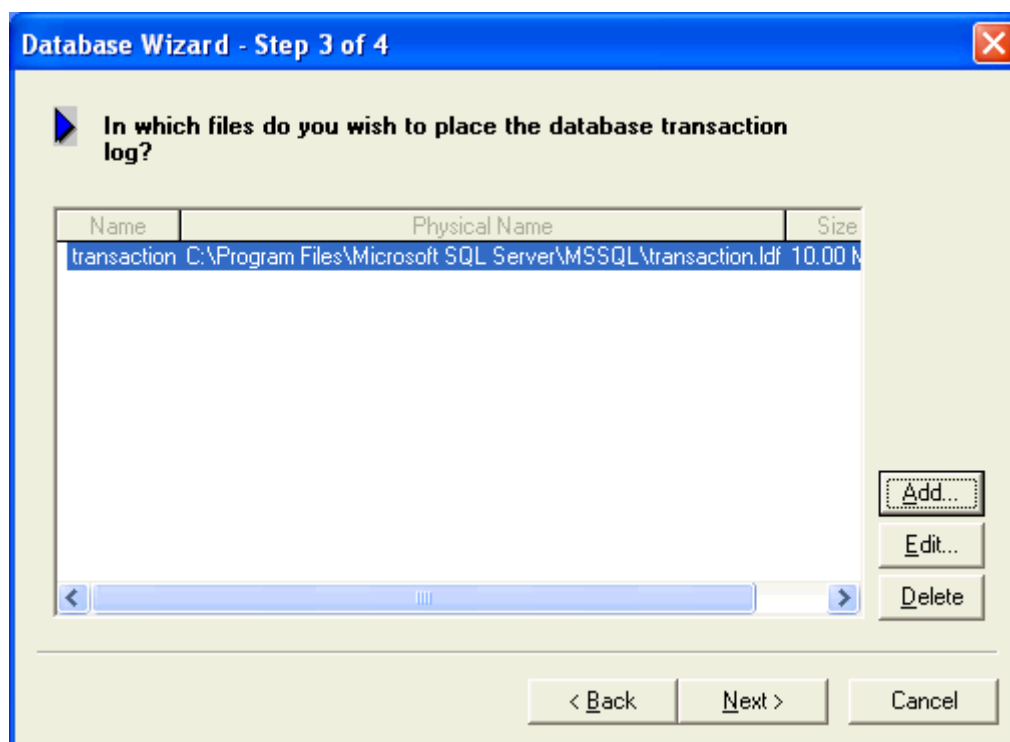 Database Wizard - Step 3 of 4
In which files do you wish to place the database transaction
log?
Name Physical Name Size
transaction C:\Program Files\Microsoft SQL Server\MSSQL\transaction.ldf 10.00 M
Add...
Edit...
Delete
< Back Next > Cancel